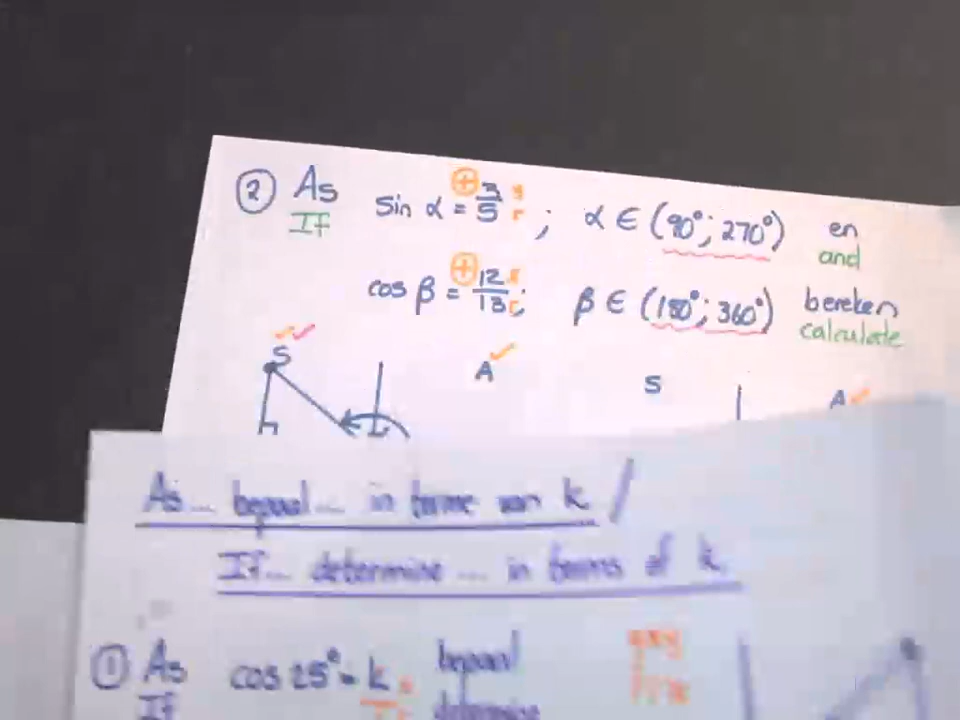 ② As sin α = ⊕3/5 y/r ; α ∈ (90°; 270°) en
If and
cos β = ⊕12/13 x/r ; β ∈ (180°; 360°) bereken
calculate
S A S A
As... bepaal... in terme van k /
If... determine ... in terms of k
① As cos 25° = k bepaal
If determine